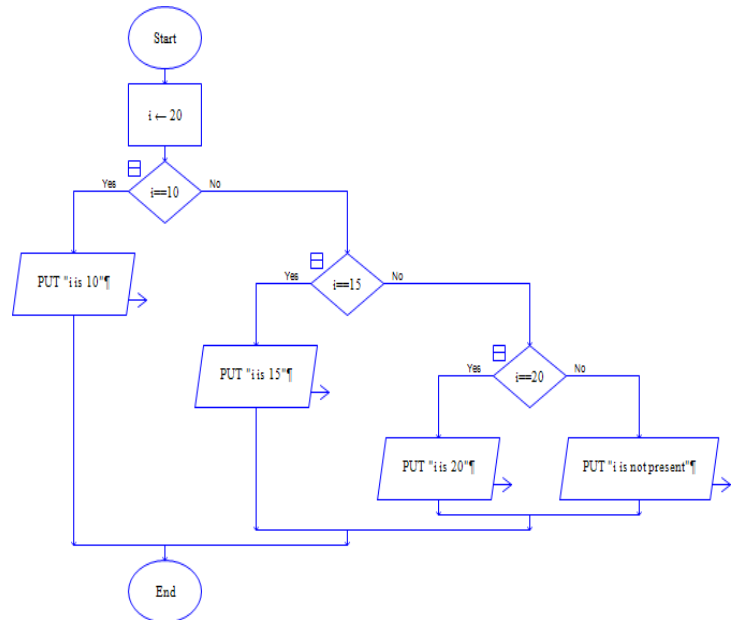 Start
i ← 20
i==10
Yes
No
PUT "i is 10"¶
i==15
Yes
No
PUT "i is 15"¶
i==20
Yes
No
PUT "i is 20"¶
PUT "i is not present"¶
End